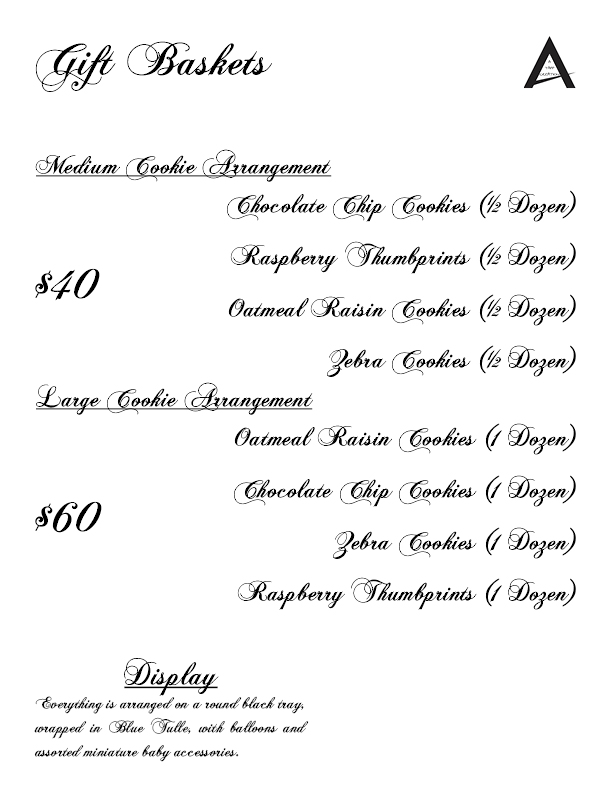 Gift Baskets
Medium Cookie Arrangement
Chocolate Chip Cookies (½ Dozen)
Raspberry Thumbprints (½ Dozen)
$40
Oatmeal Raisin Cookies (½ Dozen)
Zebra Cookies (½ Dozen)
Large Cookie Arrangement
Oatmeal Raisin Cookies (1 Dozen)
Chocolate Chip Cookies (1 Dozen)
$60
Zebra Cookies (1 Dozen)
Raspberry Thumbprints (1 Dozen)
Display
Everything is arranged on a round black tray,
wrapped in Blue Tulle, with balloons and
assorted miniature baby accessories.